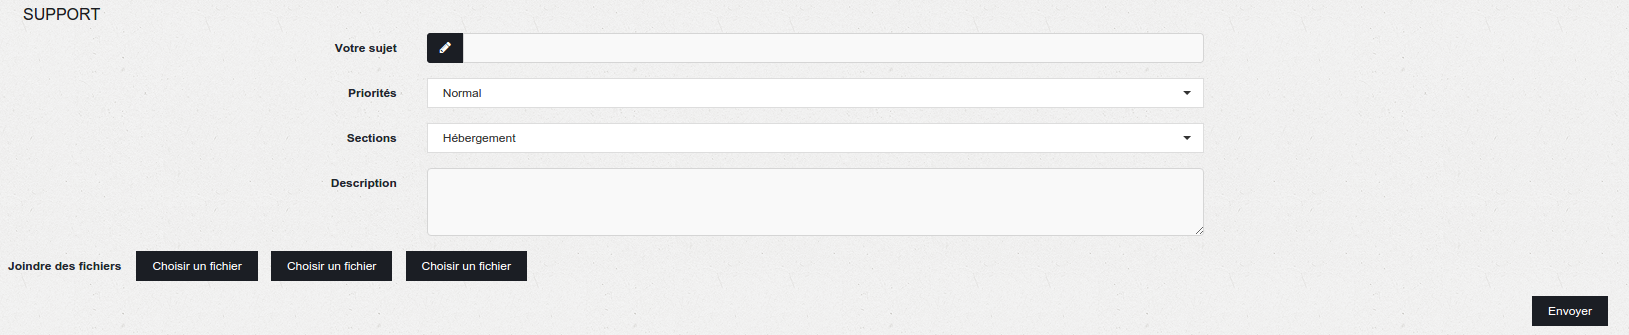 SUPPORT
Votre sujet
Priorités Normal
Sections Hébergement
Description
Joindre des fichiers Choisir un fichier Choisir un fichier Choisir un fichier
Envoyer